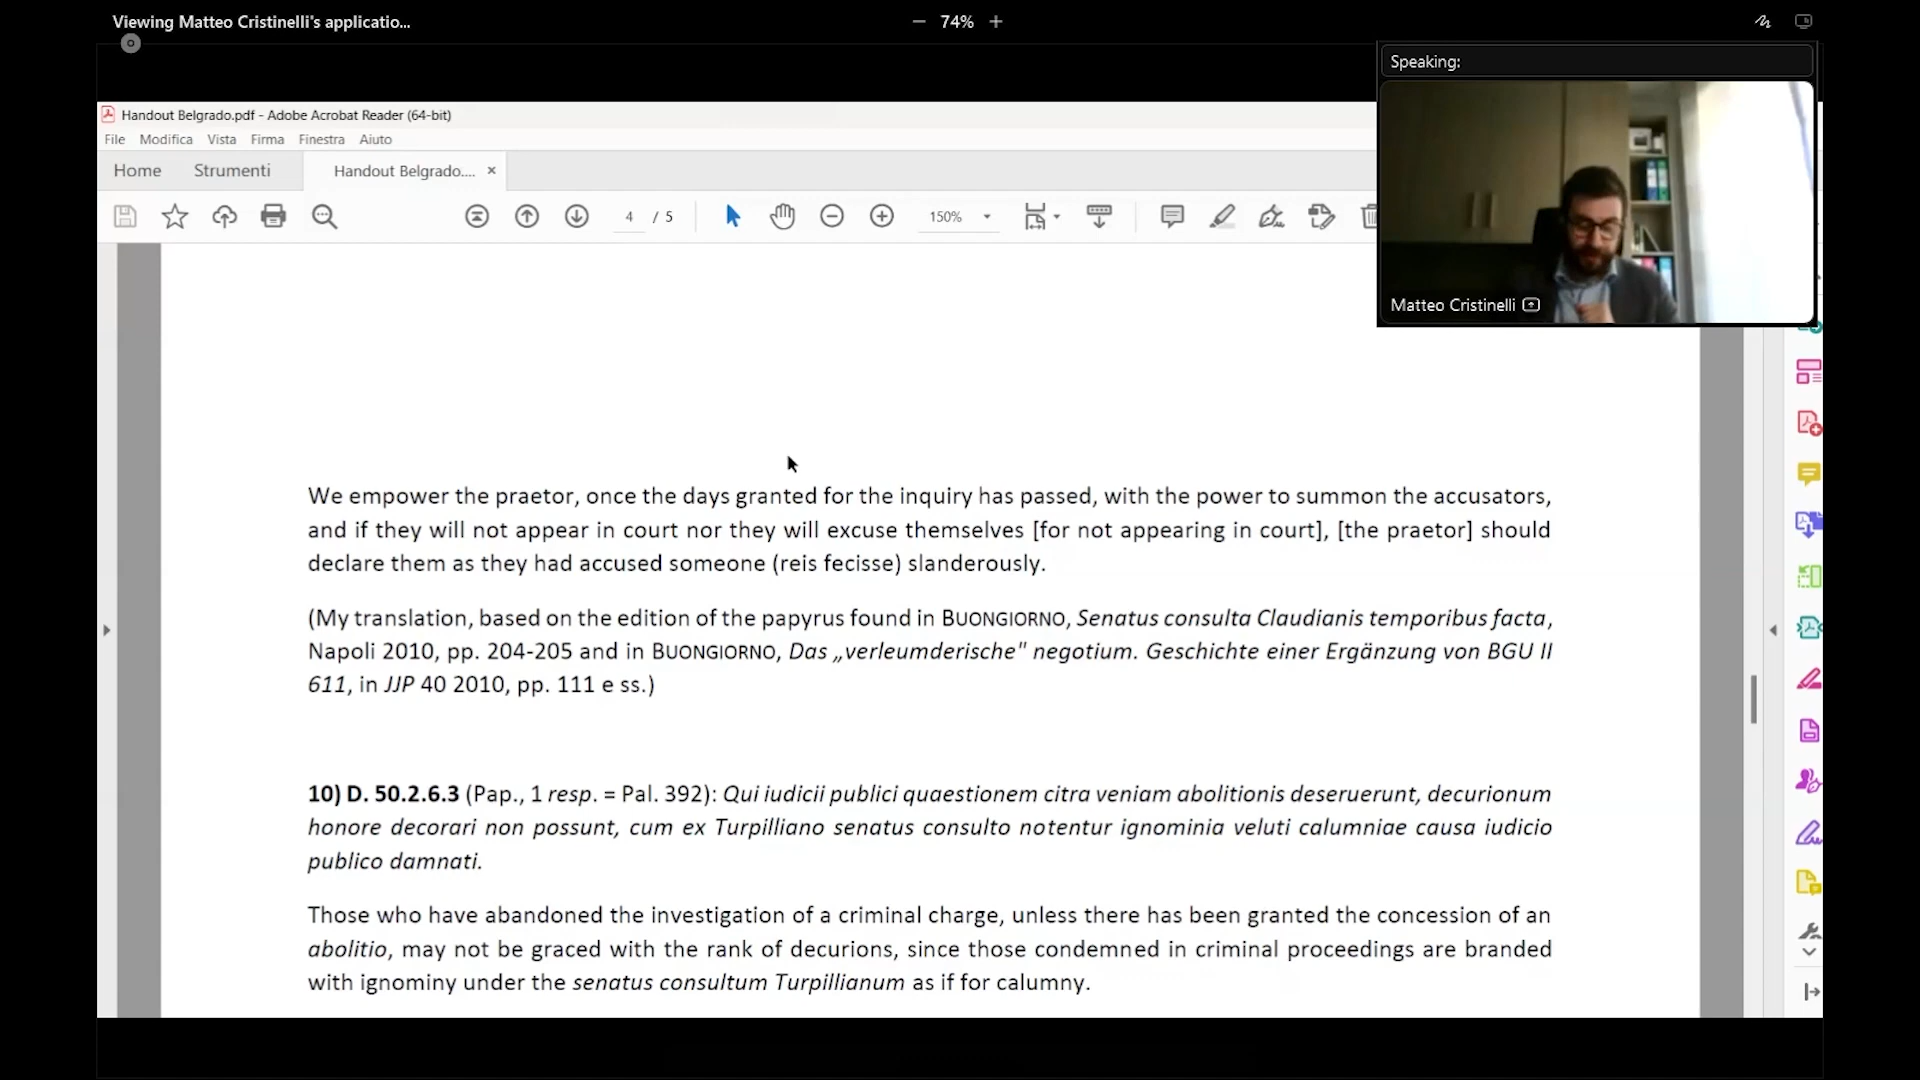 Viewing Matteo Cristinelli's applicatio...
74%
Speaking:
Matteo Cristinelli
Handout Belgrado.pdf - Adobe Acrobat Reader (64-bit)
File Modifica Vista Firma Finestra Aiuto
Home Strumenti Handout Belgrado.... ×
4 / 5 150%
We empower the praetor, once the days granted for the inquiry has passed, with the power to summon the accusators,
and if they will not appear in court nor they will excuse themselves [for not appearing in court], [the praetor] should
declare them as they had accused someone (reis fecisse) slanderously.
(My translation, based on the edition of the papyrus found in BUONGIORNO, Senatus consulta Claudianis temporibus facta,
Napoli 2010, pp. 204-205 and in BUONGIORNO, Das „verleumderische" negotium. Geschichte einer Ergänzung von BGU II
611, in JJP 40 2010, pp. 111 e ss.)
10) D. 50.2.6.3 (Pap., 1 resp. = Pal. 392): Qui iudicii publici quaestionem citra veniam abolitionis deseruerunt, decurionum
honore decorari non possunt, cum ex Turpilliano senatus consulto notentur ignominia veluti calumniae causa iudicio
publico damnati.
Those who have abandoned the investigation of a criminal charge, unless there has been granted the concession of an
abolitio, may not be graced with the rank of decurions, since those condemned in criminal proceedings are branded
with ignominy under the senatus consultum Turpillianum as if for calumny.